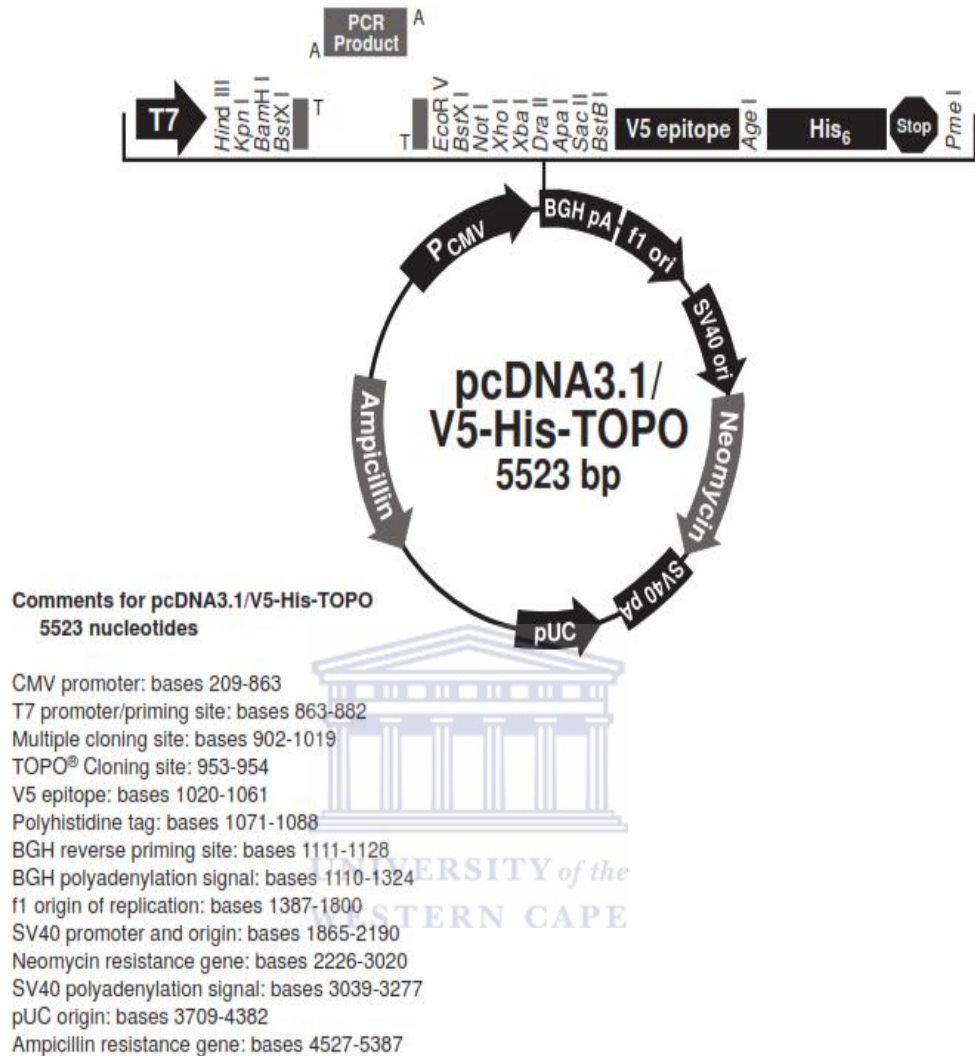 PCR
Product
A
A
T
T
T7
Hind III
Kpn I
BamH I
BstX I
EcoR V
BstX I
Not I
Xho I
Xba I
Dra II
Apa I
Sac II
BstB I
V5 epitope
Age I
His6
Stop
Pme I
PCMV
BGH pA
f1 ori
SV40 ori
Neomycin
SV40 pA
pUC
Ampicillin
pcDNA3.1/
V5-His-TOPO
5523 bp
Comments for pcDNA3.1/V5-His-TOPO
5523 nucleotides
CMV promoter: bases 209-863
T7 promoter/priming site: bases 863-882
Multiple cloning site: bases 902-1019
TOPO® Cloning site: 953-954
V5 epitope: bases 1020-1061
Polyhistidine tag: bases 1071-1088
BGH reverse priming site: bases 1111-1128
BGH polyadenylation signal: bases 1110-1324
f1 origin of replication: bases 1387-1800
SV40 promoter and origin: bases 1865-2190
Neomycin resistance gene: bases 2226-3020
SV40 polyadenylation signal: bases 3039-3277
pUC origin: bases 3709-4382
Ampicillin resistance gene: bases 4527-5387
UNIVERSITY of the
WESTERN CAPE